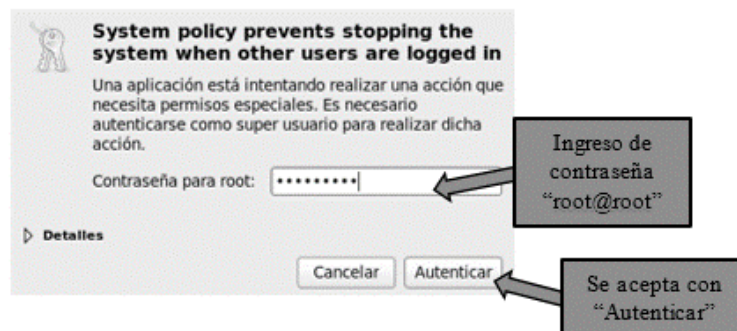 System policy prevents stopping the
system when other users are logged in
Una aplicación está intentando realizar una acción que
necesita permisos especiales. Es necesario
autenticarse como super usuario para realizar dicha
acción.
Contraseña para root: •••••••••
Detalles
Cancelar Autenticar
Ingreso de
contraseña
“root@root”
Se acepta con
“Autenticar”